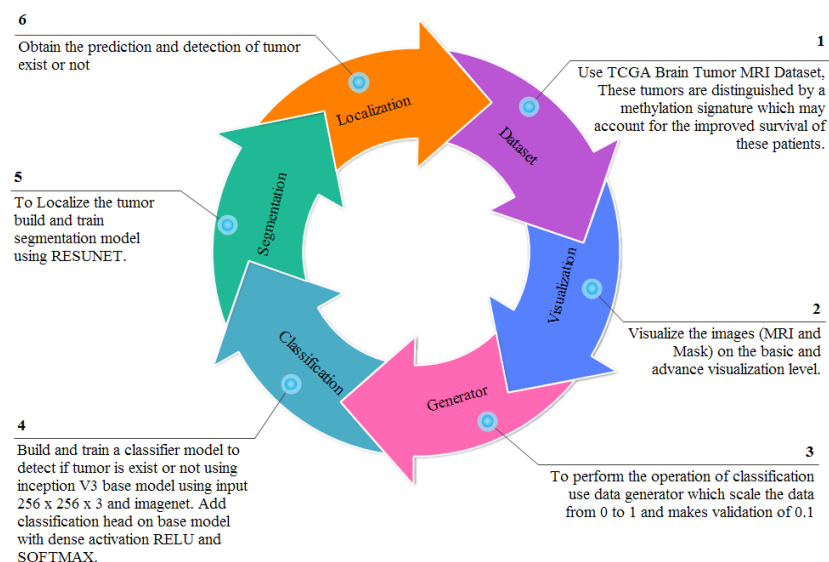 6
Obtain the prediction and detection of tumor
exist or not
1
Use TCGA Brain Tumor MRI Dataset,
These tumors are distinguished by a
methylation signature which may
account for the improved survival of
these patients.
Localization
Dataset
5
To Localize the tumor
build and train
segmentation model
using RESUNET.
Segmentation
Visualization
2
Visualize the images (MRI and
Mask) on the basic and
advance visualization level.
Classification
Generator
4
Build and train a classifier model to
detect if tumor is exist or not using
inception V3 base model using input
256 x 256 x 3 and imagenet. Add
classification head on base model
with dense activation RELU and
SOFTMAX.
3
To perform the operation of classification
use data generator which scale the data
from 0 to 1 and makes validation of 0.1